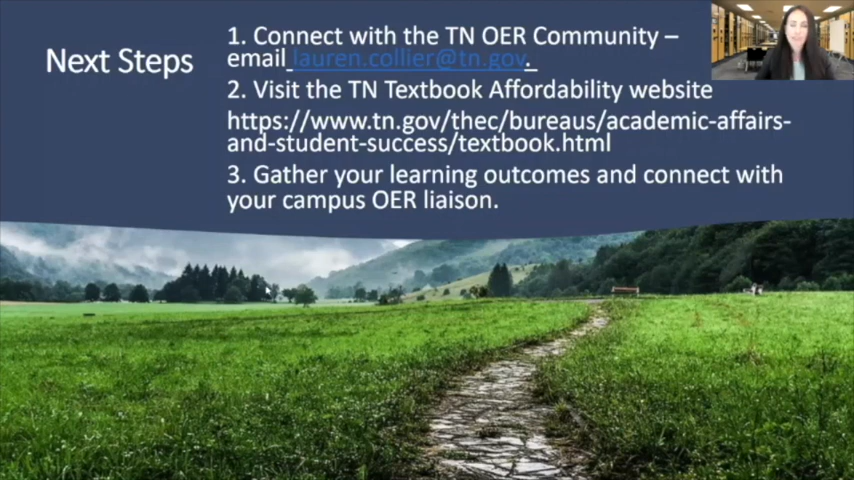 Next Steps
1. Connect with the TN OER Community –
email lauren.collier@tn.gov.
2. Visit the TN Textbook Affordability website
https://www.tn.gov/thec/bureaus/academic-affairs-
and-student-success/textbook.html
3. Gather your learning outcomes and connect with
your campus OER liaison.